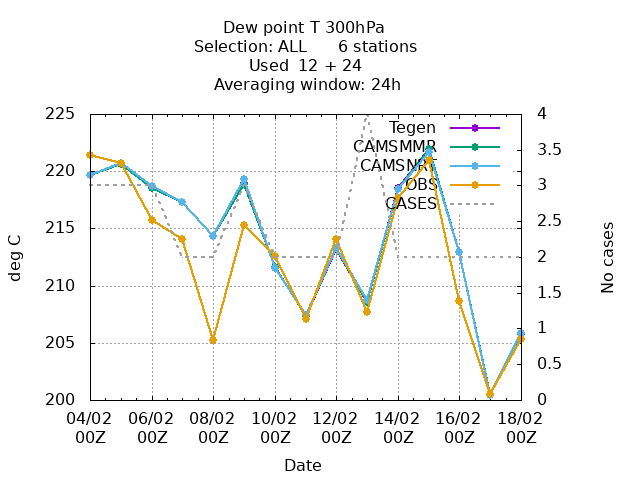 Dew point T 300hPa
Selection: ALL 6 stations
Used 12 + 24
Averaging window: 24h
deg C
225
220
215
210
205
200
Tegen
CAMSMMR
CAMSNRT
OBS
CASES
4
3.5
3
2.5
2
1.5
1
0.5
0
No cases
04/02 06/02 08/02 10/02 12/02 14/02 16/02 18/02
00Z 00Z 00Z 00Z 00Z 00Z 00Z 00Z
Date